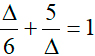 Δ/6 + 5/Δ = 1